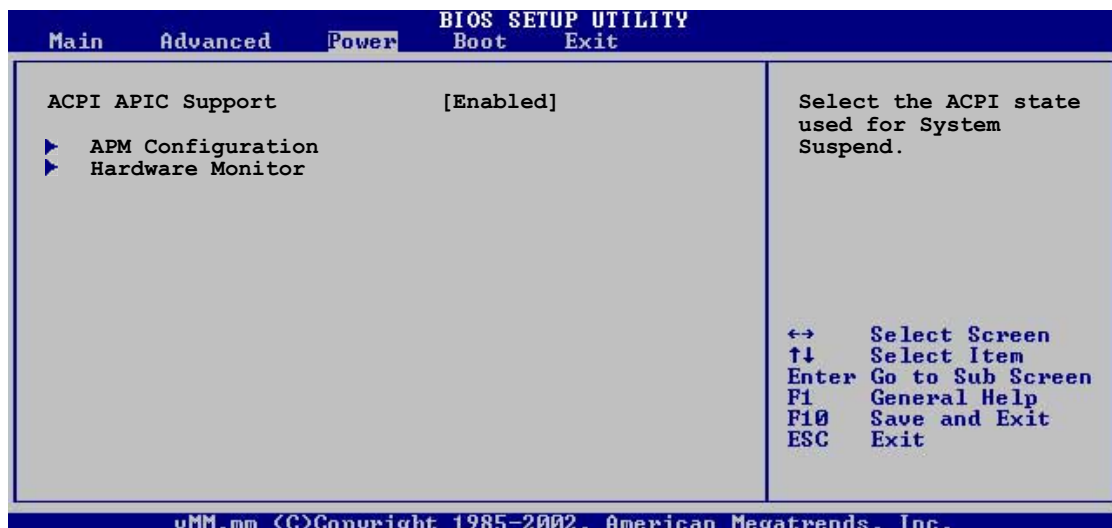 BIOS SETUP UTILITY
Main Advanced Power Boot Exit
ACPI APIC Support [Enabled]
APM Configuration
Hardware Monitor
Select the ACPI state
used for System
Suspend.
←→ Select Screen
↑↓ Select Item
Enter Go to Sub Screen
F1 General Help
F10 Save and Exit
ESC Exit
vMM.mm (C)Copyright 1985-2002, American Megatrends, Inc.